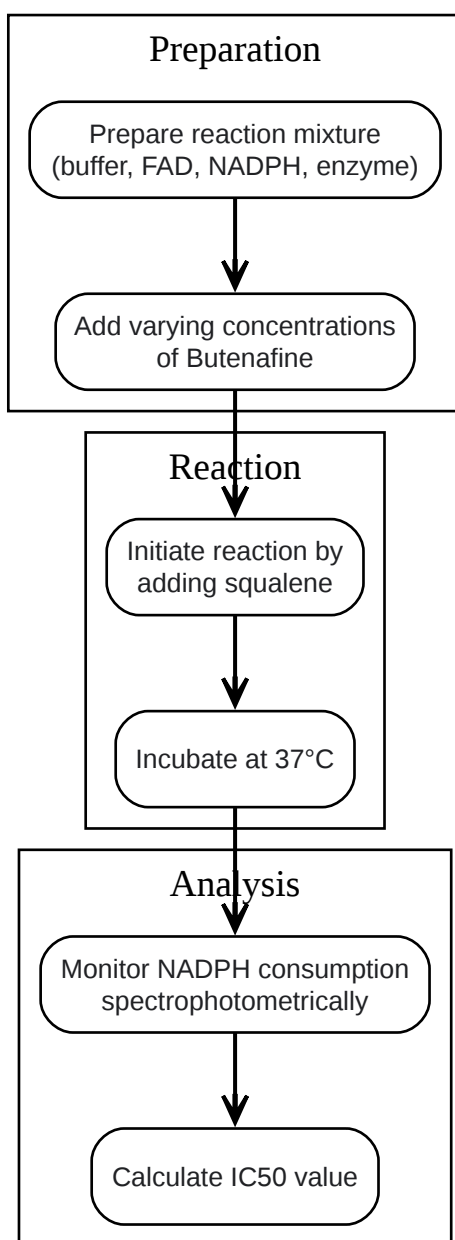 Preparation
Prepare reaction mixture
(buffer, FAD, NADPH, enzyme)
Add varying concentrations
of Butenafine
Reaction
Initiate reaction by
adding squalene
Incubate at 37°C
Analysis
Monitor NADPH consumption
spectrophotometrically
Calculate IC50 value